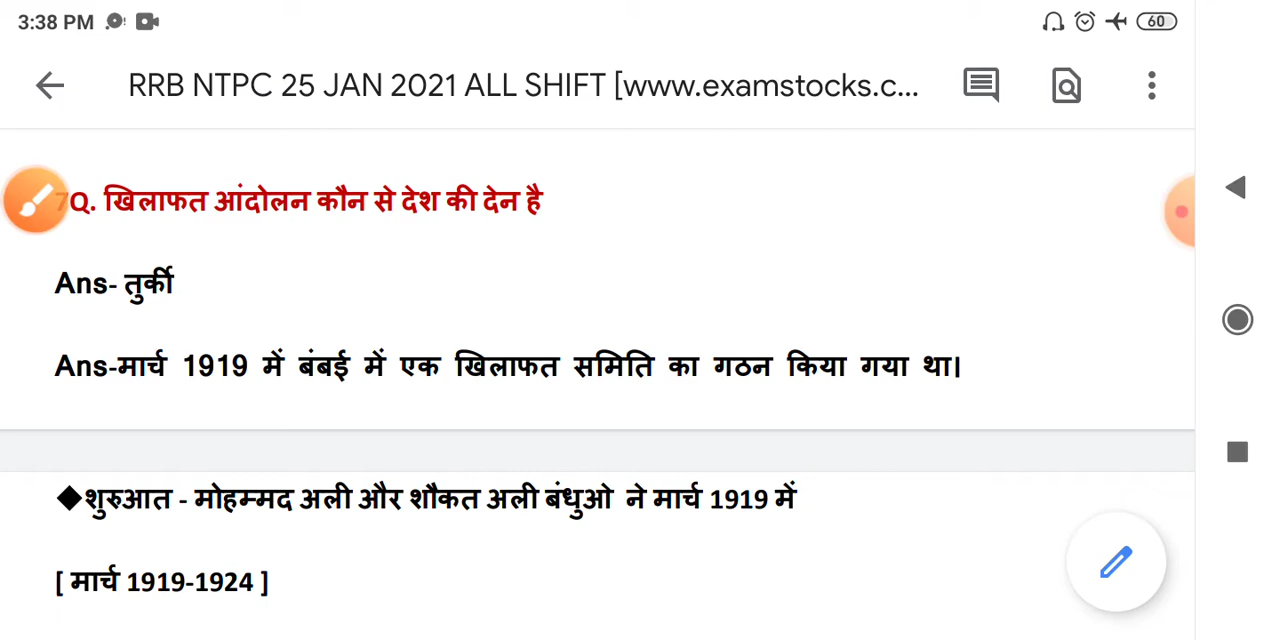 3:38 PM
60
RRB NTPC 25 JAN 2021 ALL SHIFT [www.examstocks.c...
7Q. खिलाफत आंदोलन कौन से देश की देन है
Ans- तुर्की
Ans-मार्च 1919 में बंबई में एक खिलाफत समिति का गठन किया गया था।
◆शुरुआत - मोहम्मद अली और शौकत अली बंधुओ ने मार्च 1919 में
[ मार्च 1919-1924 ]